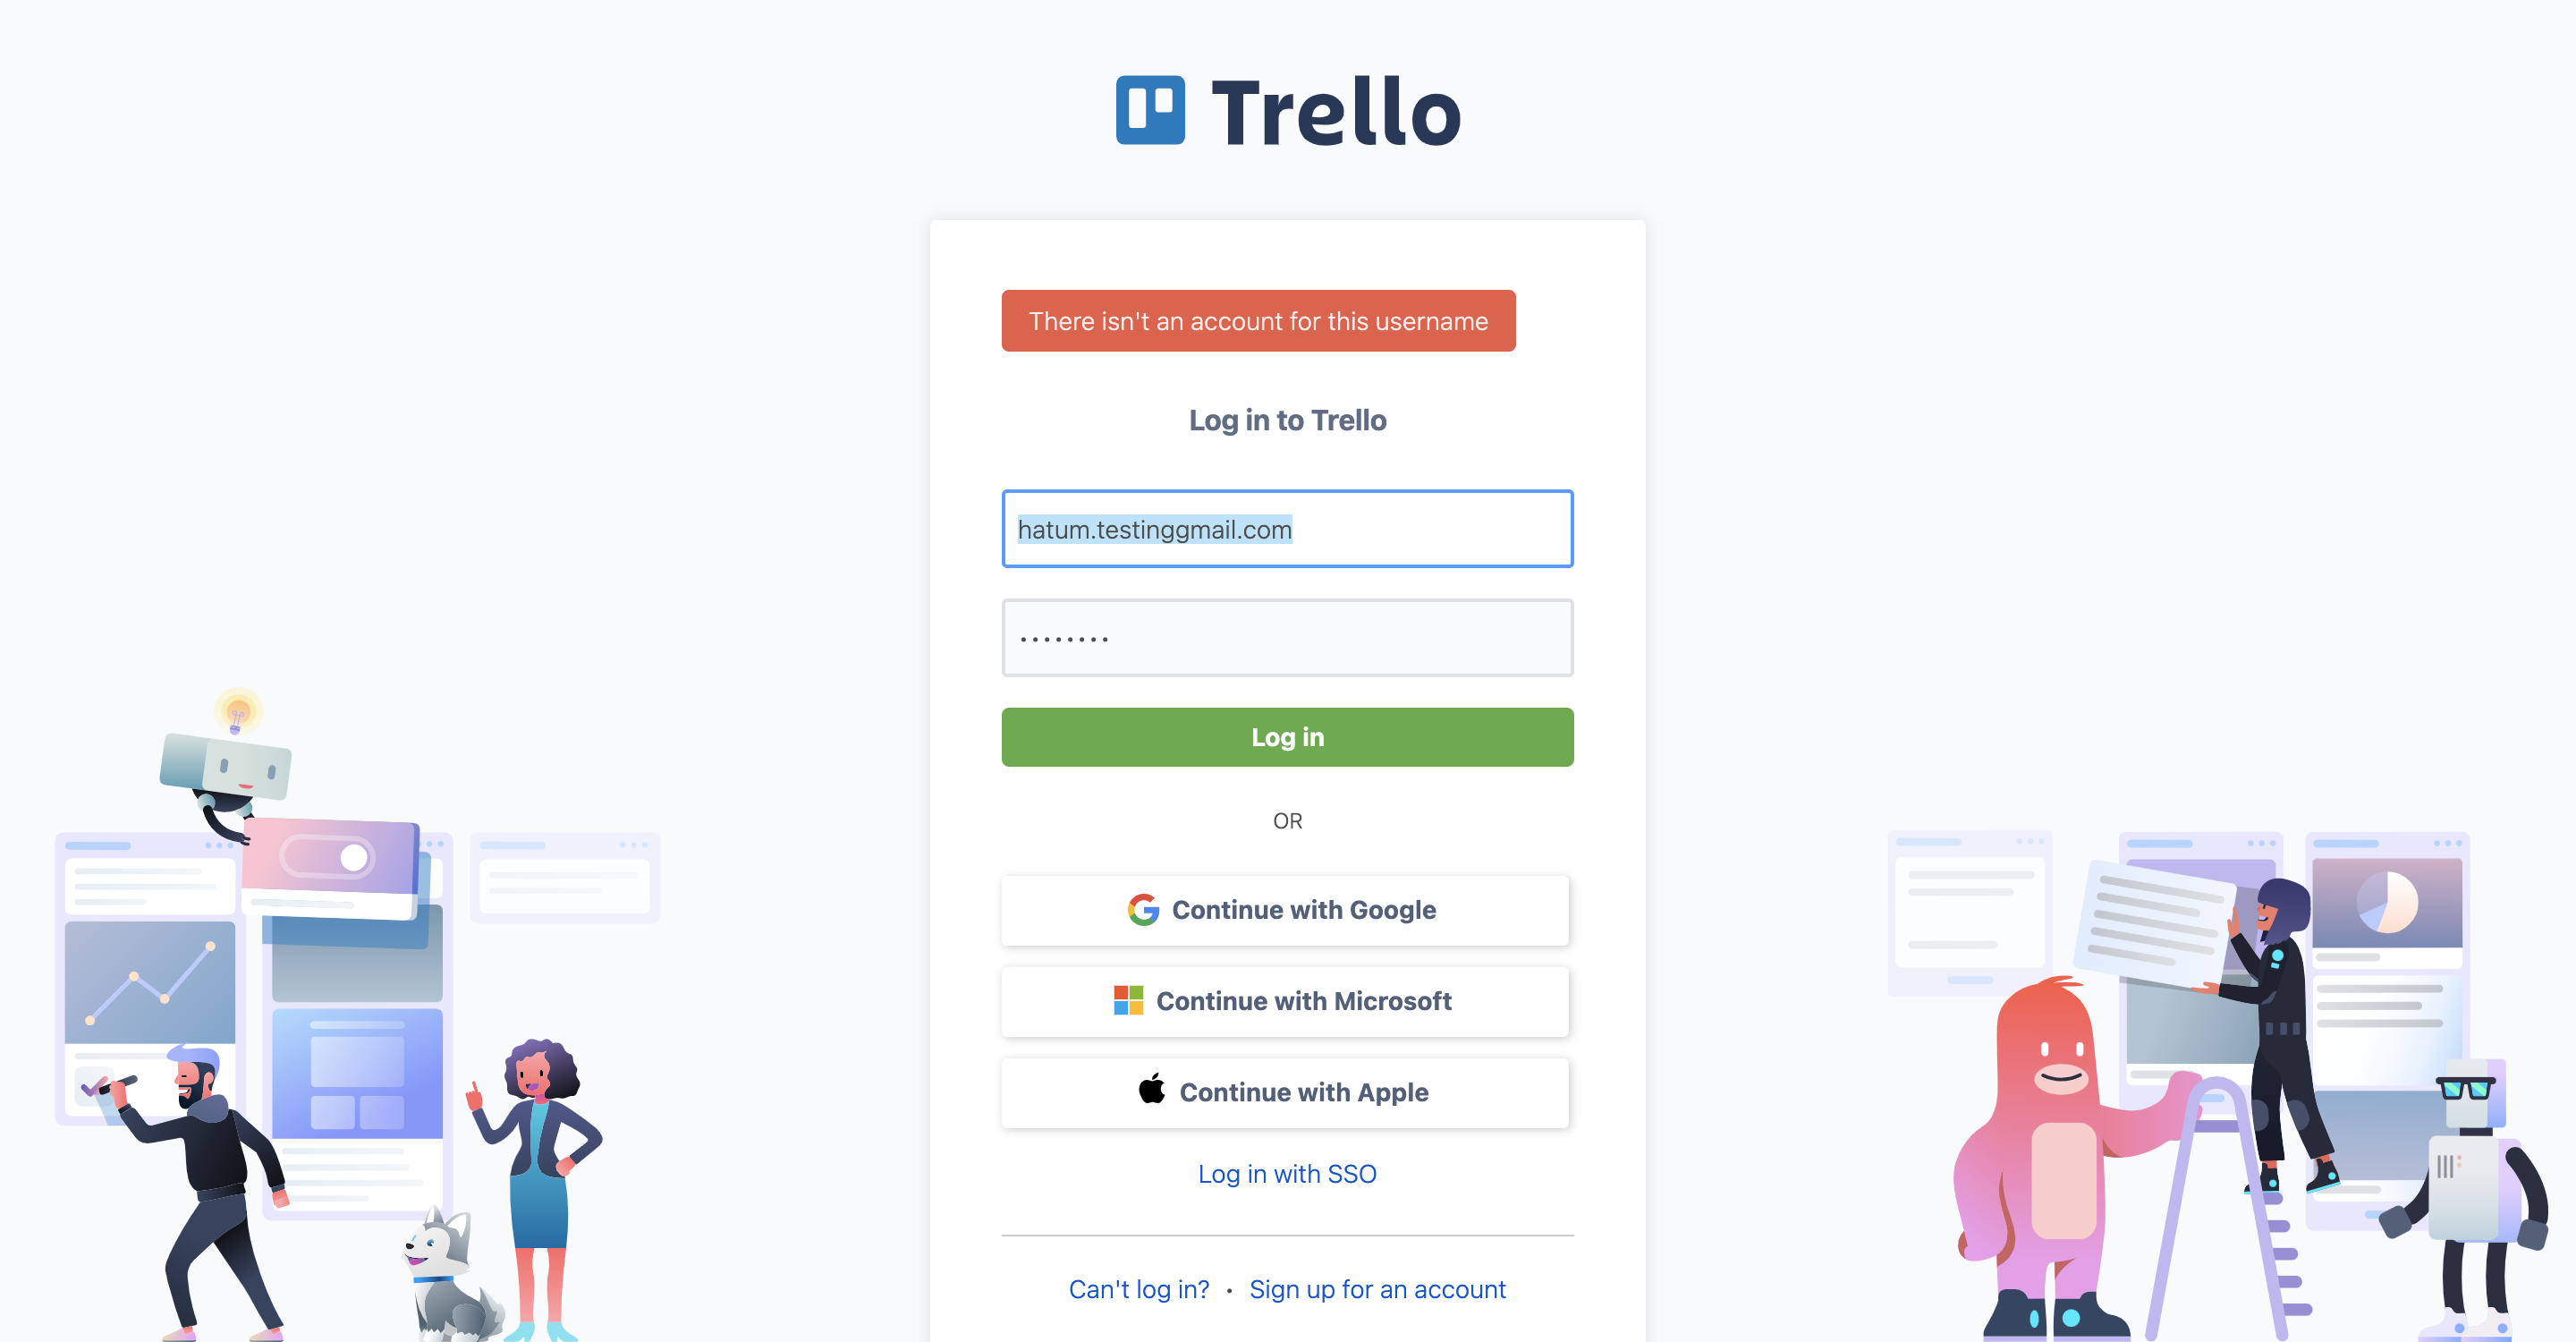 Trello
There isn't an account for this username
Log in to Trello
hatum.testinggmail.com
••••••••
Log in
OR
Continue with Google
Continue with Microsoft
Continue with Apple
Log in with SSO
Can't log in? • Sign up for an account